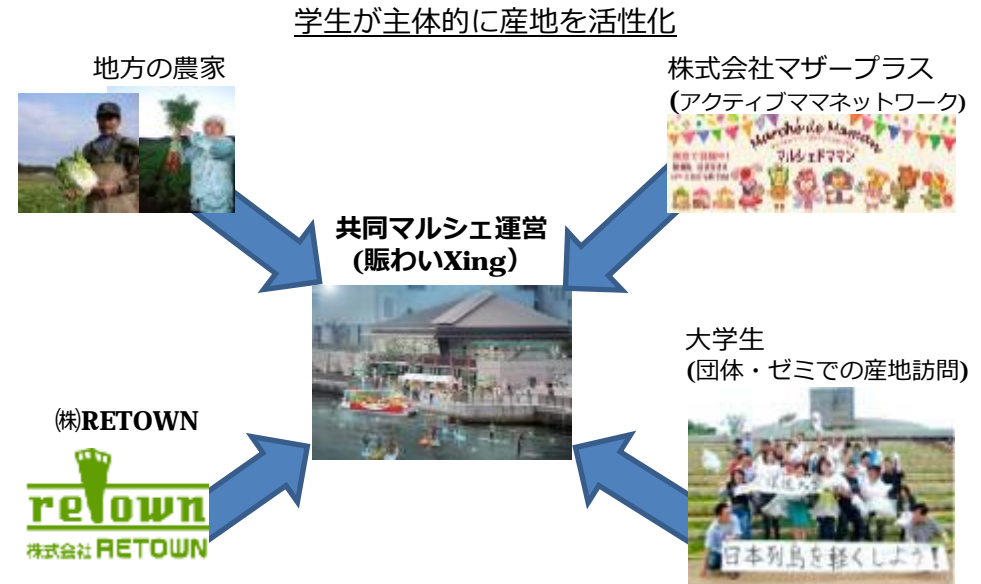 学生が主体的に産地を活性化
地方の農家
株式会社マザープラス
(アクティブママネットワーク)
Marché de Maman
マルシェドママン
共同マルシェ運営
(賑わいXing）
大学生
(団体・ゼミでの産地訪問)
㈱RETOWN
retown
株式会社 RETOWN
日本列島を軽くしよう！